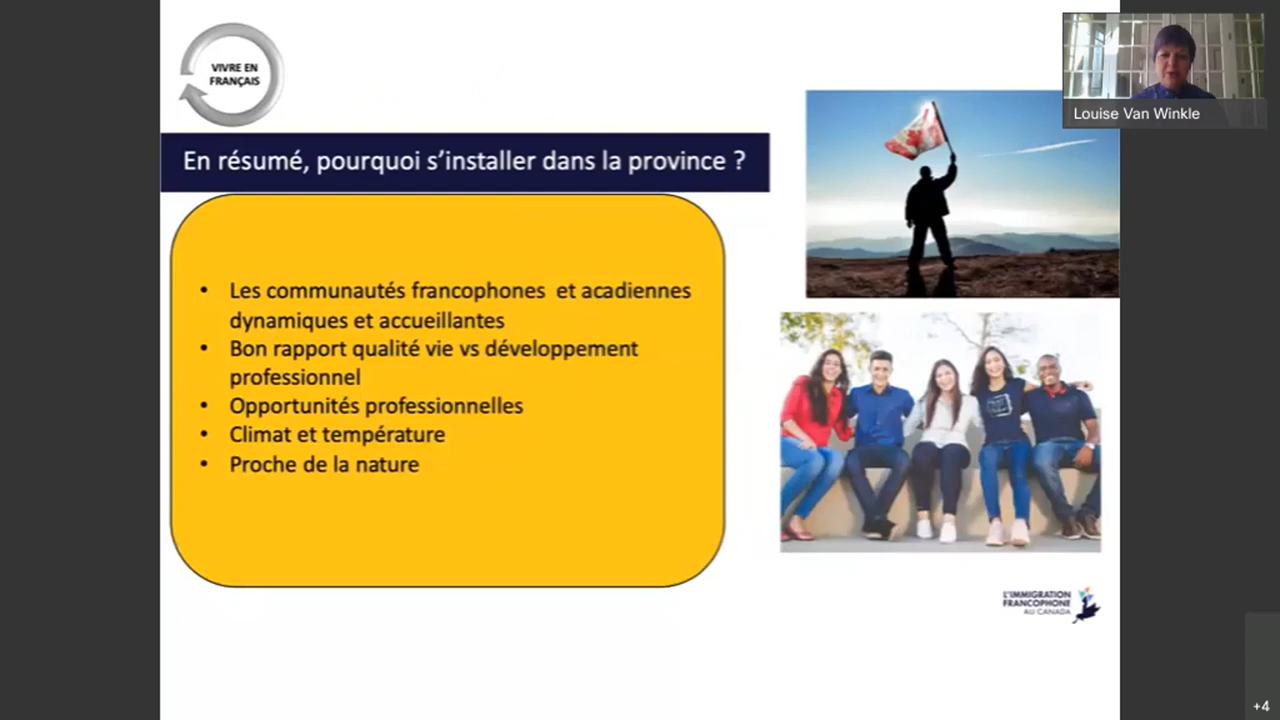 VIVRE EN
FRANÇAIS
Louise Van Winkle
En résumé, pourquoi s'installer dans la province ?
• Les communautés francophones et acadiennes
dynamiques et accueillantes
• Bon rapport qualité vie vs développement
professionnel
• Opportunités professionnelles
• Climat et température
• Proche de la nature
L'IMMIGRATION
FRANCOPHONE
AU CANADA
+4